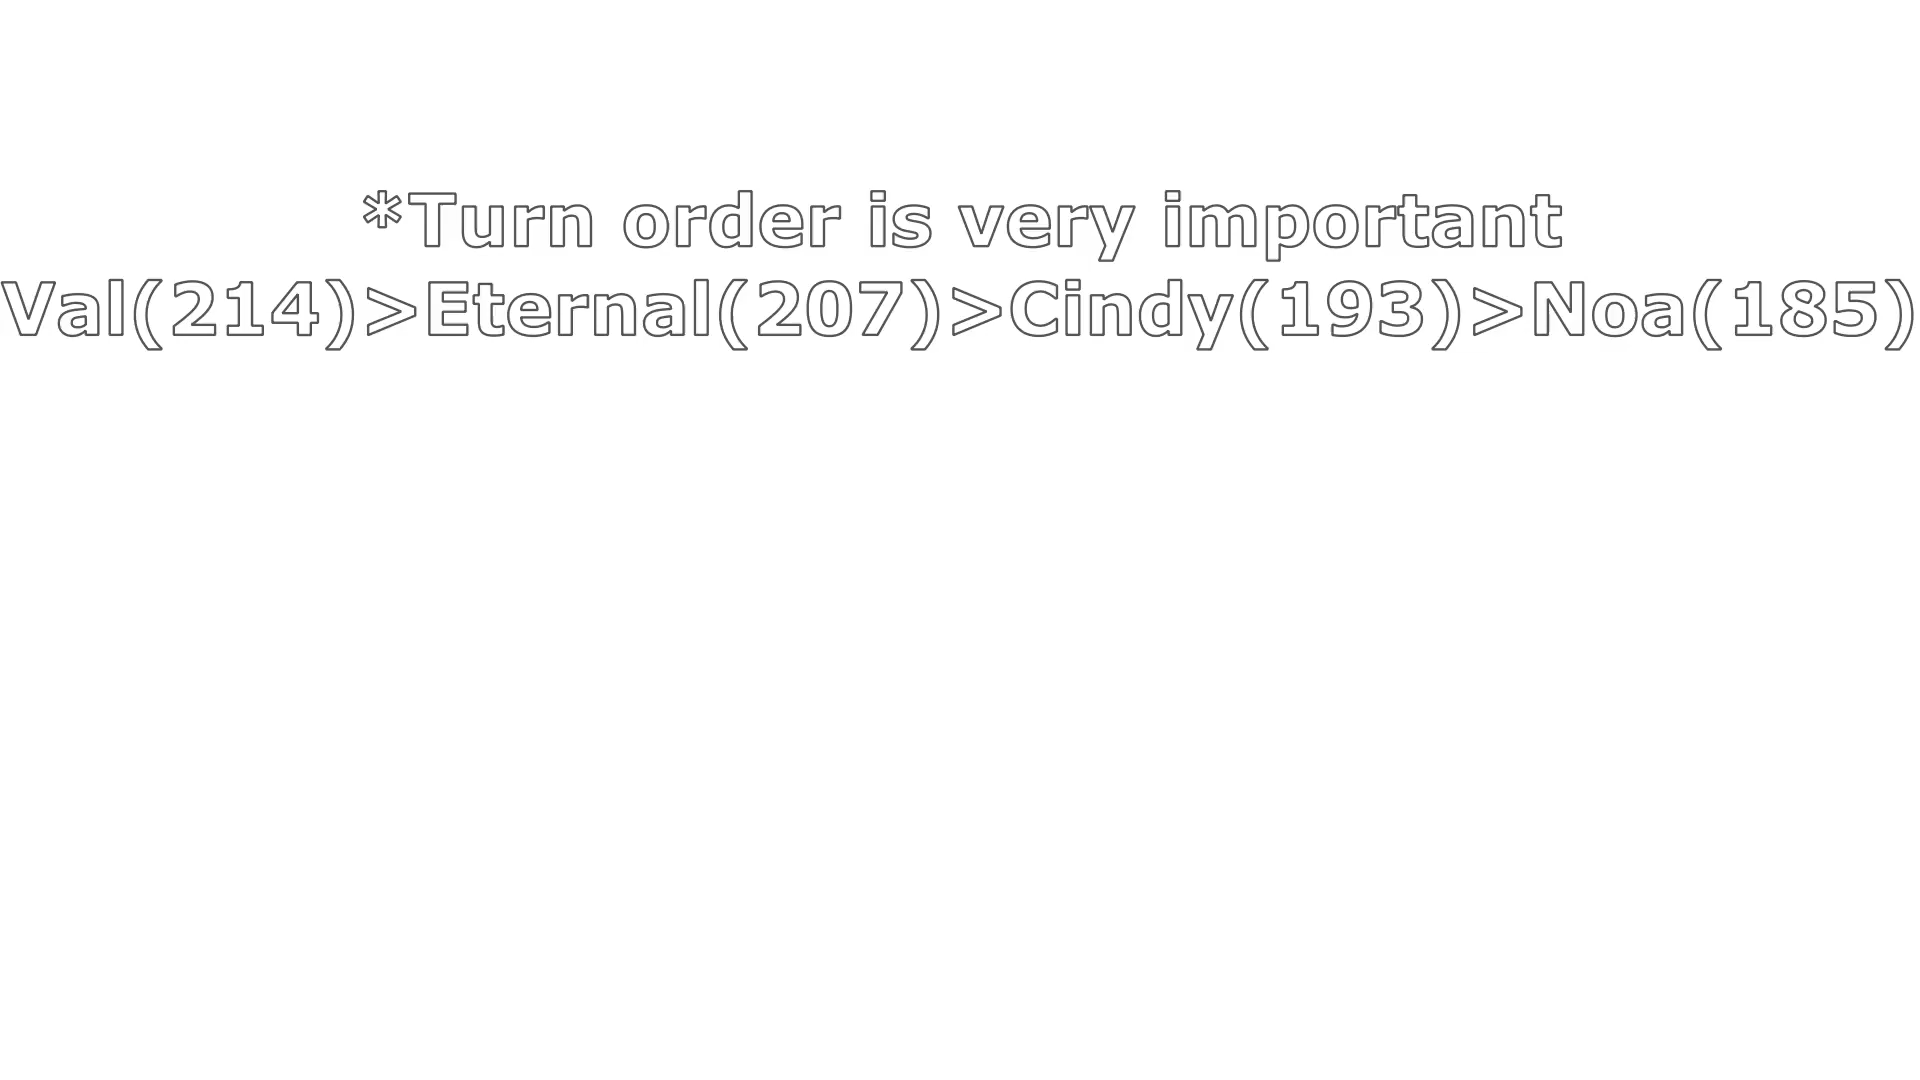 *Turn order is very important
Val(214)>Eternal(207)>Cindy(193)>Noa(185)